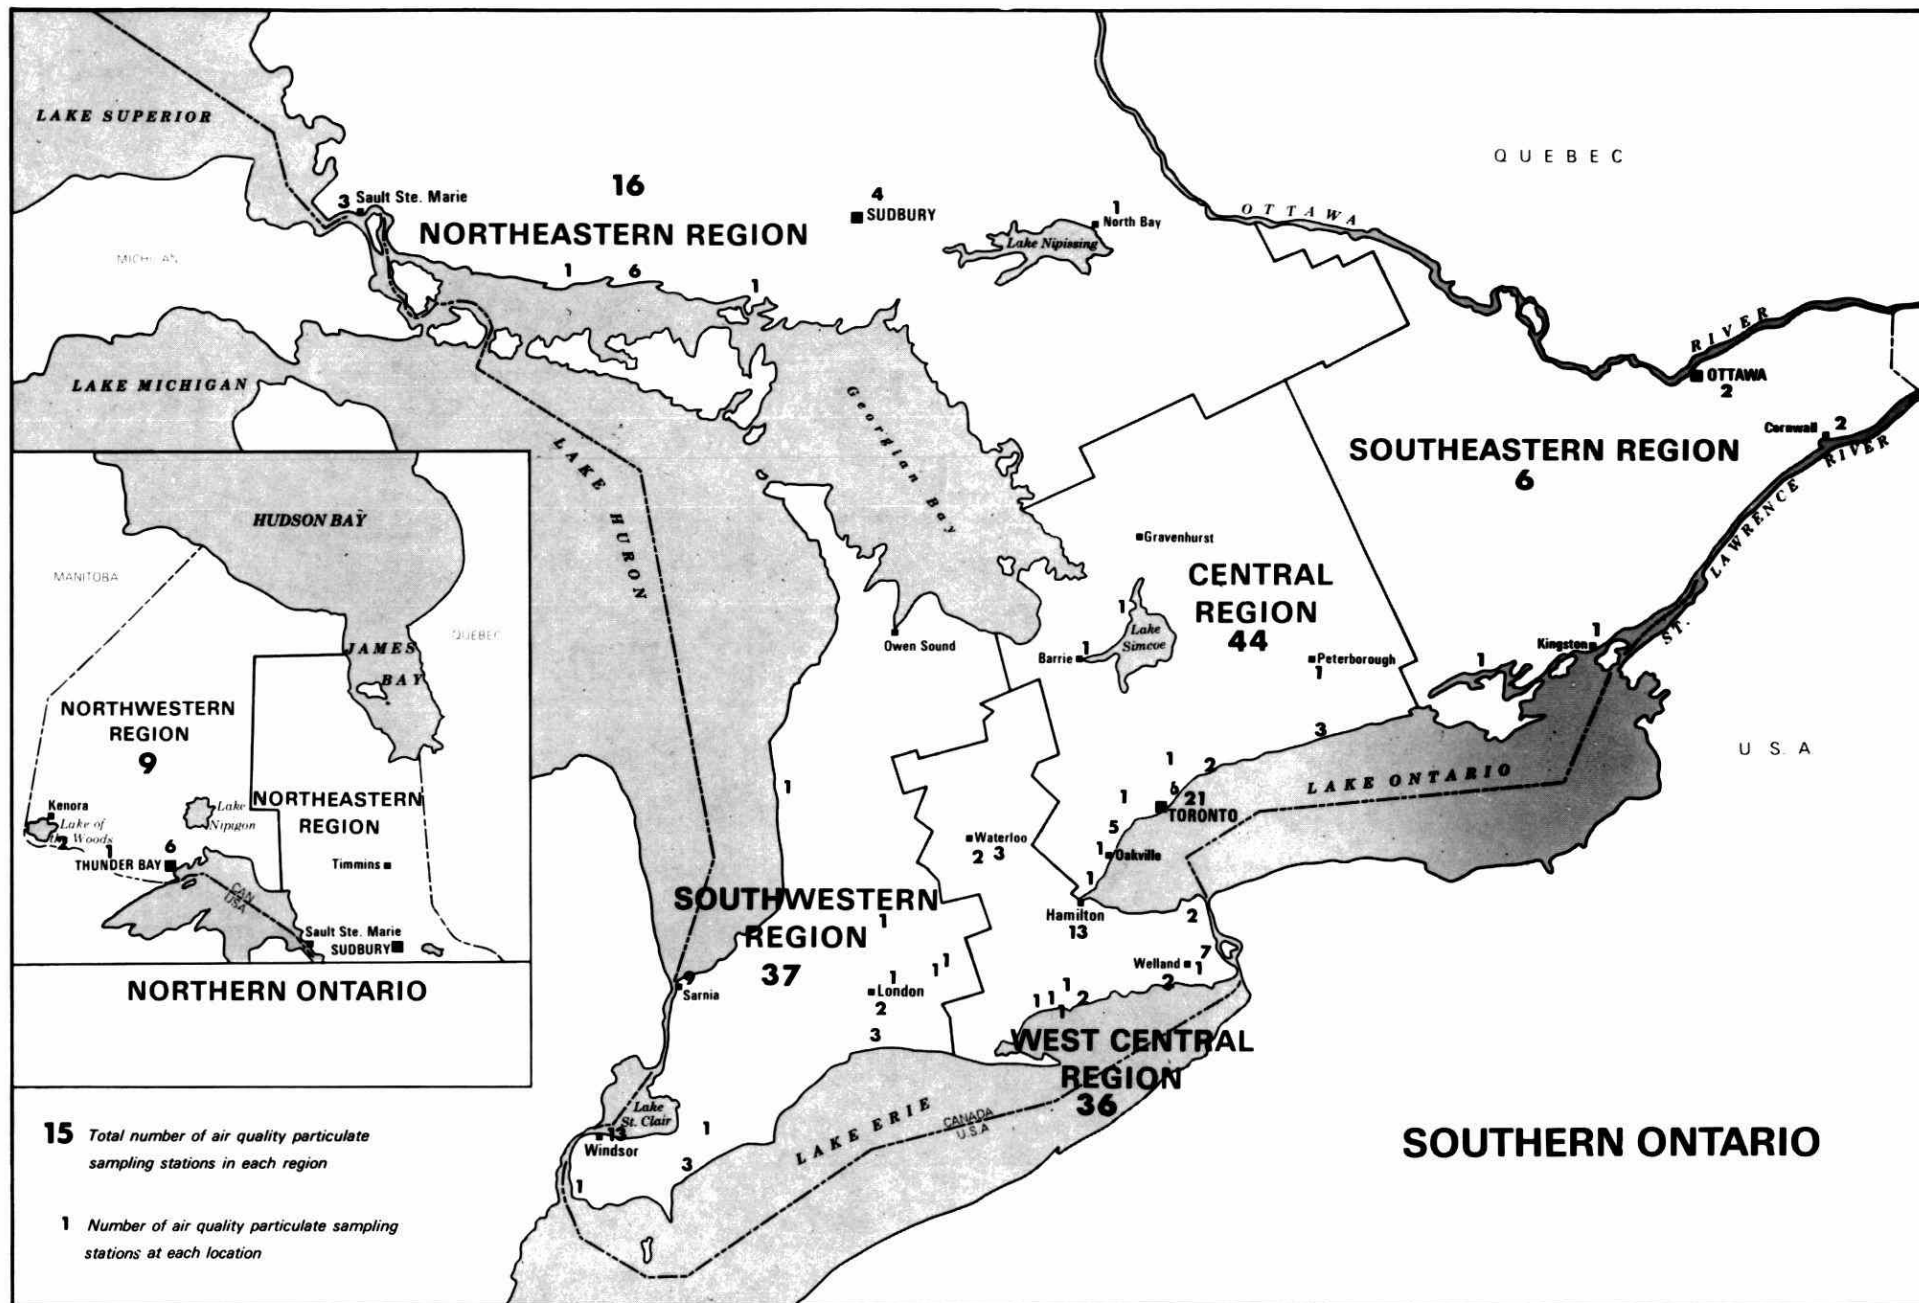 LAKE SUPERIOR
QUEBEC
16
4
SUDBURY
1
North Bay
3
Sault Ste. Marie
NORTHEASTERN REGION
OTTAWA
Lake Nipissing
MICHIGAN
1
6
1
RIVER
LAKE MICHIGAN
OTTAWA
2
Georgian Bay
LAKE HURON
Cornwall
2
RIVER
SOUTHEASTERN REGION
6
LAWRENCE
ST.
HUDSON BAY
MANITOBA
QUEBEC
JAMES
BAY
NORTHWESTERN
REGION
9
Kenora
Lake of
the Woods
2
1
THUNDER BAY
6
Lake
Nipigon
NORTHEASTERN
REGION
Timmins
CAN
USA
Sault Ste. Marie
SUDBURY
NORTHERN ONTARIO
Gravenhurst
CENTRAL
REGION
44
1
Lake
Simcoe
Owen Sound
Barrie
1
Peterborough
1
Kingston
1
1
U.S.A
3
1
2
LAKE ONTARIO
1
1
6
21
TORONTO
5
1
Oakville
1
Waterloo
2
3
Hamilton
13
2
SOUTHWESTERN
REGION
37
1
7
Welland
1
2
9
Sarnia
1
1
1
London
2
3
1
1
1
2
1
WEST CENTRAL
REGION
36
Lake
St. Clair
13
Windsor
1
3
1
LAKE ERIE
CANADA
U.S.A
SOUTHERN ONTARIO
15 Total number of air quality particulate
sampling stations in each region
1 Number of air quality particulate sampling
stations at each location